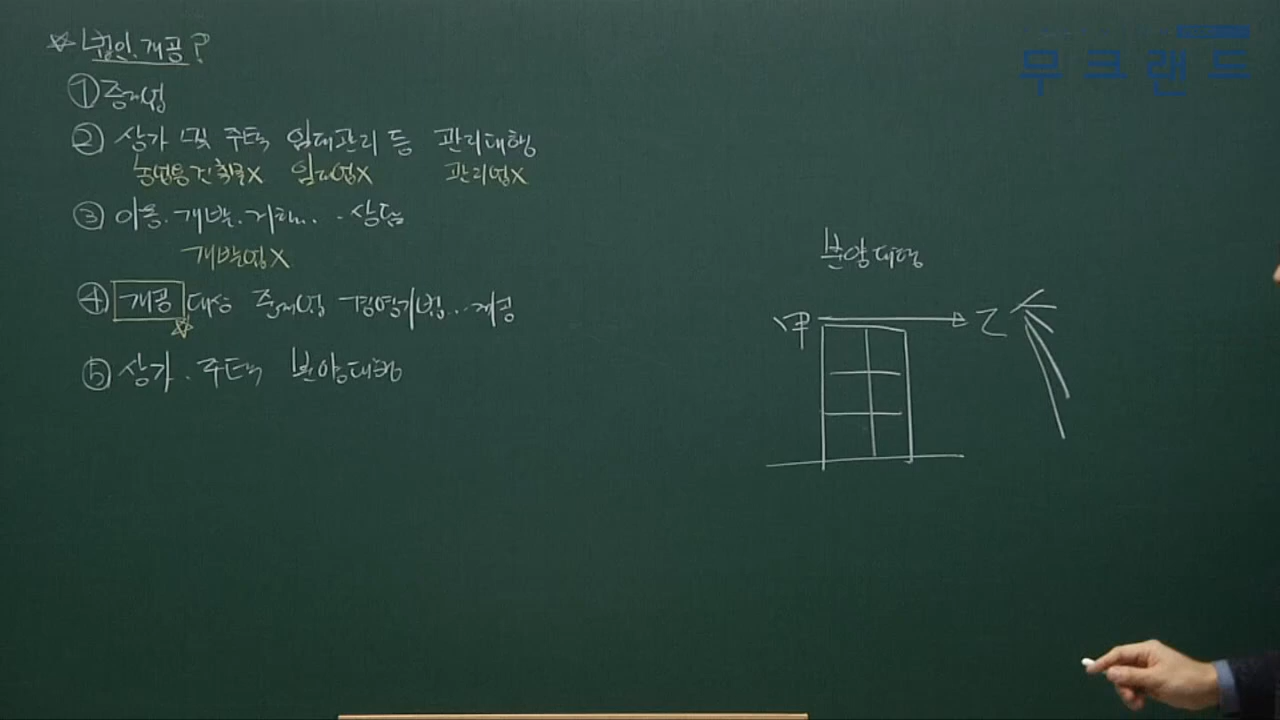 ☆ 법인.개공?
① 중개업
② 상가 및 주택 임대관리 등 관리대행
농업용건축물X 임대업X 관리업X
③ 이용.개발.거래... 상담
개발업X
④ 개공 대상 중개업 경영기법... 제공
☆
⑤ 상가.주택 분양대행
분양대행
甲 乙
무크랜드